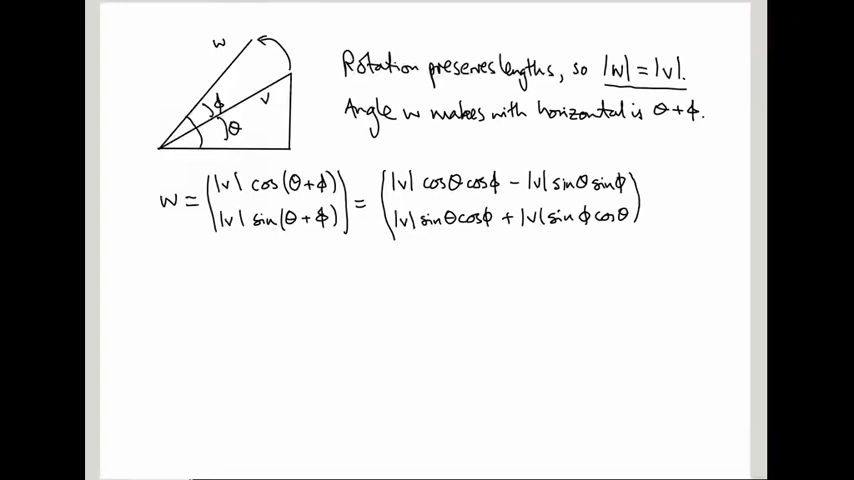 w
v
ϕ
θ
Rotation preserves lengths, so |w| = |v|.
Angle w makes with horizontal is θ+ϕ.
w = (|v| cos(θ+ϕ)) = (|v| cosθ cosϕ − |v| sinθ sinϕ)
(|v| sin(θ+ϕ)) (|v| sinθ cosϕ + |v| sinϕ cosθ)